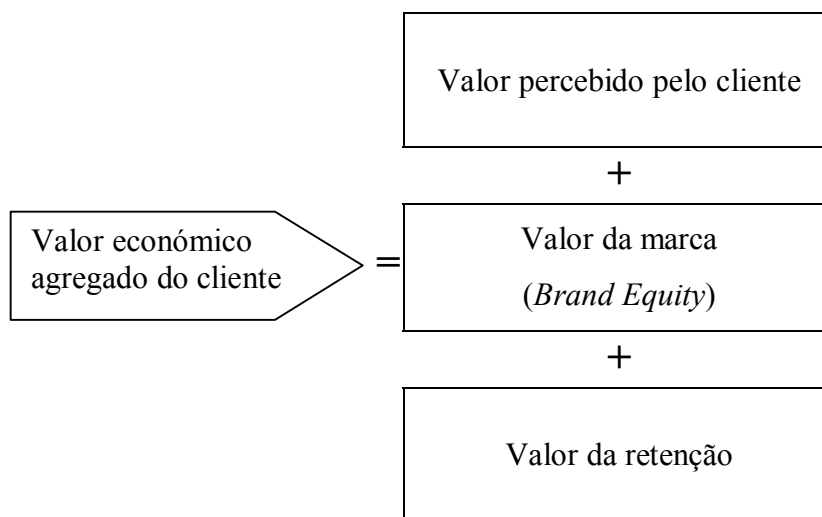 Valor percebido pelo cliente
+
Valor económico
agregado do cliente
=
Valor da marca
(Brand Equity)
+
Valor da retenção